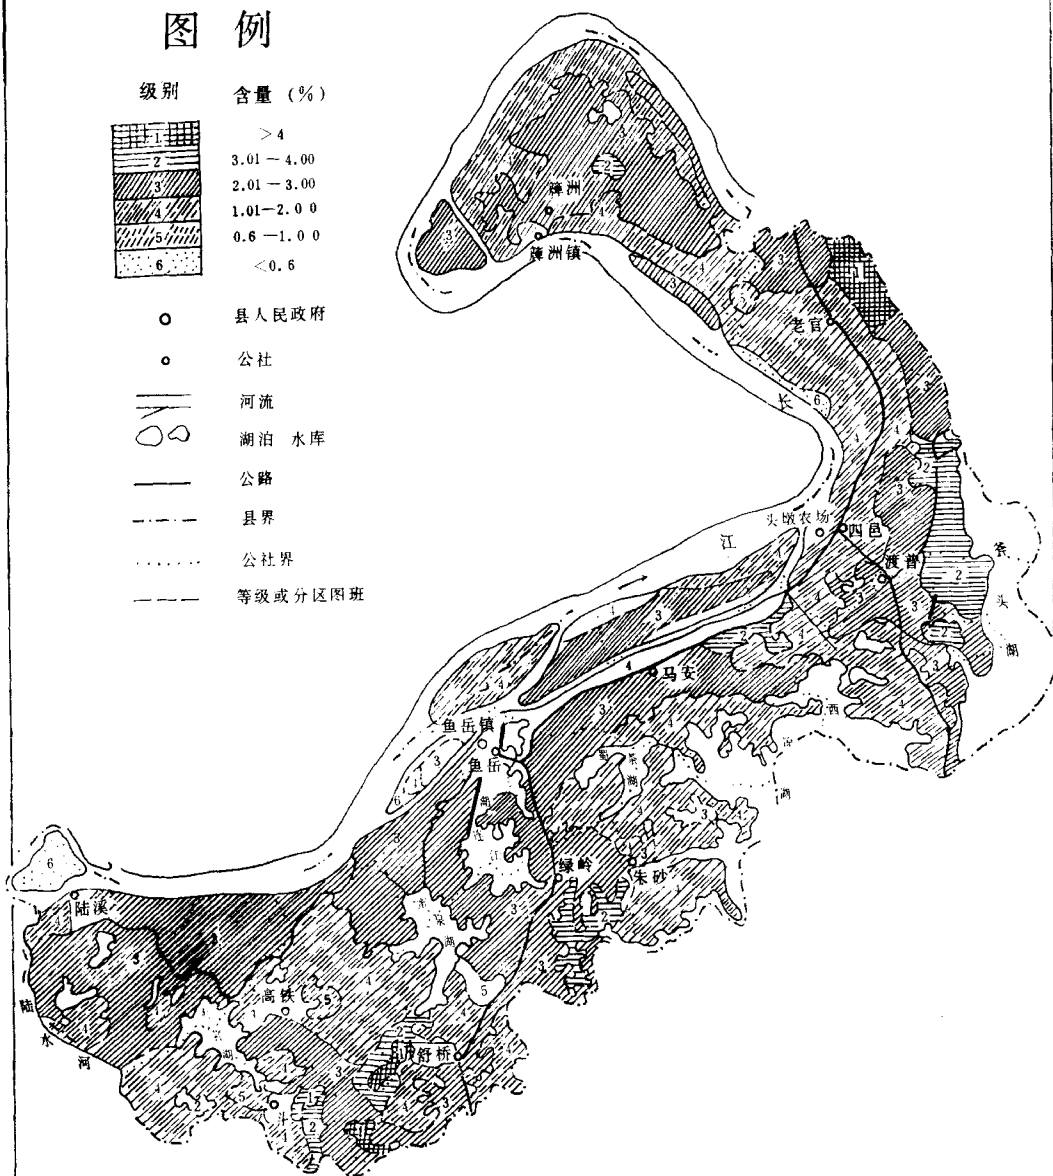 图 例
级别 含量 (%)
1 >4
2 3.01-4.00
3 2.01-3.00
4 1.01-2.00
5 0.6-1.00
6 <0.6
县人民政府
公社
河流
湖泊 水库
公路
县界
公社界
等级或分区图班
簰洲
簰洲镇
老官
长
江
头墩农场
四邑
渡普
斧
头
湖
马安
西
湖
鱼岳镇
鱼岳
绿岭
朱砂
陆溪
高铁
舒桥
斗
陆
水
河